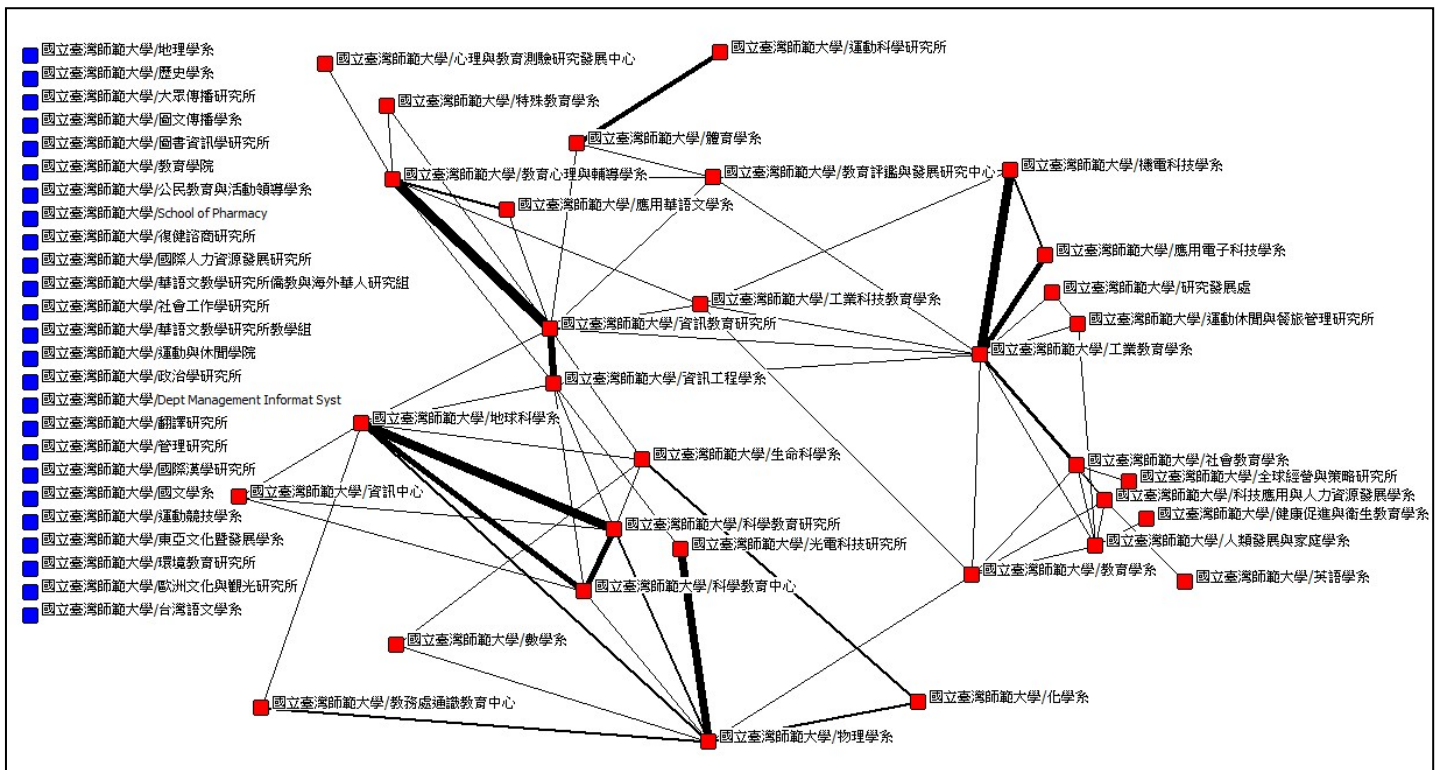 國立臺灣師範大學/地理學系
國立臺灣師範大學/歷史學系
國立臺灣師範大學/大眾傳播研究所
國立臺灣師範大學/圖文傳播學系
國立臺灣師範大學/圖書資訊學研究所
國立臺灣師範大學/教育學院
國立臺灣師範大學/公民教育與活動領導學系
國立臺灣師範大學/School of Pharmacy
國立臺灣師範大學/復健諮商研究所
國立臺灣師範大學/國際人力資源發展研究所
國立臺灣師範大學/華語文教學研究所僑教與海外華人研究組
國立臺灣師範大學/社會工作學研究所
國立臺灣師範大學/華語文教學研究所教學組
國立臺灣師範大學/運動與休閒學院
國立臺灣師範大學/政治學研究所
國立臺灣師範大學/Dept Management Informat Syst
國立臺灣師範大學/翻譯研究所
國立臺灣師範大學/管理研究所
國立臺灣師範大學/國際漢學研究所
國立臺灣師範大學/國文學系
國立臺灣師範大學/運動競技學系
國立臺灣師範大學/東亞文化暨發展學系
國立臺灣師範大學/環境教育研究所
國立臺灣師範大學/歐洲文化與觀光研究所
國立臺灣師範大學/台灣語文學系
國立臺灣師範大學/運動科學研究所
國立臺灣師範大學/心理與教育測驗研究發展中心
國立臺灣師範大學/特殊教育學系
國立臺灣師範大學/體育學系
國立臺灣師範大學/機電科技學系
國立臺灣師範大學/教育心理與輔導學系
國立臺灣師範大學/教育評鑑與發展研究中心
國立臺灣師範大學/應用華語文學系
國立臺灣師範大學/應用電子科技學系
國立臺灣師範大學/研究發展處
國立臺灣師範大學/工業科技教育學系
國立臺灣師範大學/運動休閒與餐旅管理研究所
國立臺灣師範大學/資訊教育研究所
國立臺灣師範大學/工業教育學系
國立臺灣師範大學/資訊工程學系
國立臺灣師範大學/地球科學系
國立臺灣師範大學/生命科學系
國立臺灣師範大學/社會教育學系
國立臺灣師範大學/全球經營與策略研究所
國立臺灣師範大學/資訊中心
國立臺灣師範大學/科技應用與人力資源發展學系
國立臺灣師範大學/健康促進與衛生教育學系
國立臺灣師範大學/科學教育研究所
國立臺灣師範大學/人類發展與家庭學系
國立臺灣師範大學/光電科技研究所
國立臺灣師範大學/教育學系
國立臺灣師範大學/英語學系
國立臺灣師範大學/科學教育中心
國立臺灣師範大學/數學系
國立臺灣師範大學/化學系
國立臺灣師範大學/教務處通識教育中心
國立臺灣師範大學/物理學系